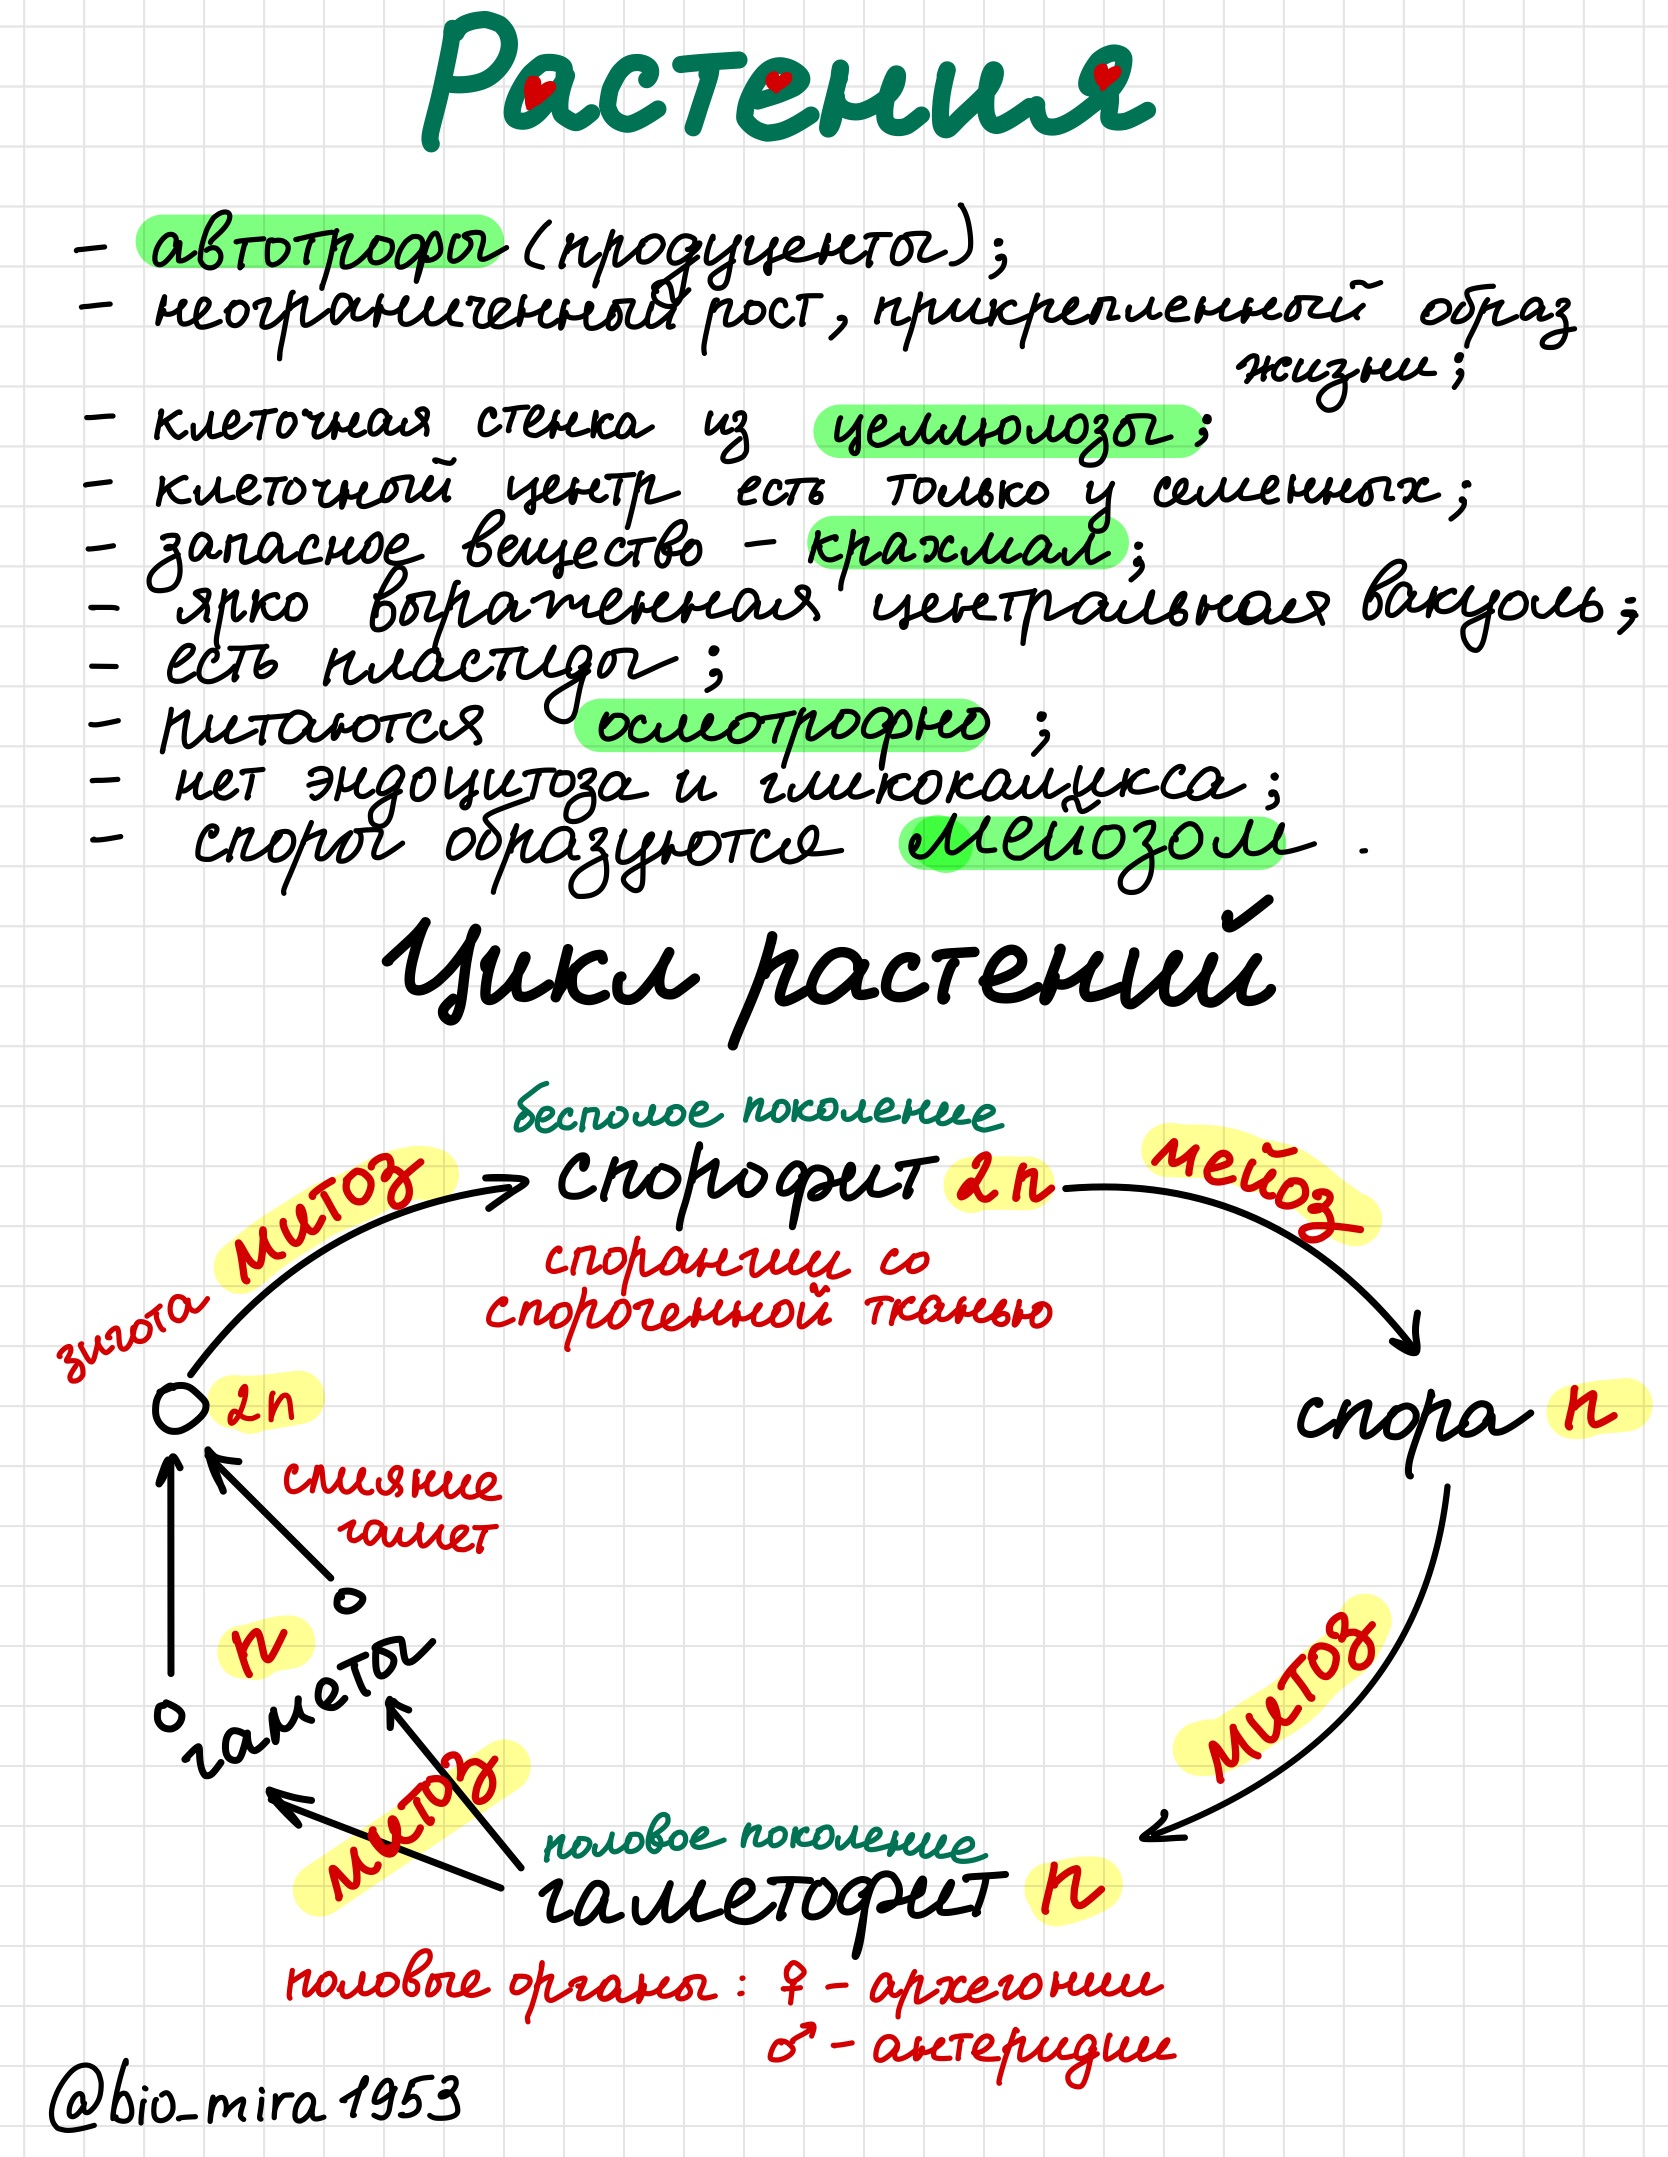 Растения
- автотрофы (продуценты);
- неограниченный рост, прикрепленный образ
жизни;
- клеточная стенка из целлюлозы;
- клеточный центр есть только у семенных;
- запасное вещество - крахмал;
- ярко выраженная центральная вакуоль;
- есть пластиды;
- питаются осмотрофно;
- нет эндоцитоза и гликокаликса;
- споры образуются мейозом.
Цикл растений
бесполое поколение
митоз
спорофит 2n
мейоз
спорангии со
спорогенной тканью
зигота
2n
спора n
слияние
гамет
n
гаметы
митоз
митоз
половое поколение
гаметофит n
половые органы: ♀ - архегонии
♂ - антеридии
@bio_mira 1953